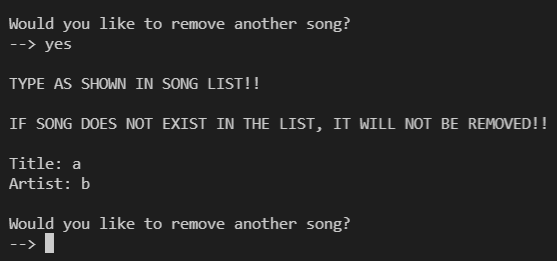 Would you like to remove another song?
--> yes
TYPE AS SHOWN IN SONG LIST!!
IF SONG DOES NOT EXIST IN THE LIST, IT WILL NOT BE REMOVED!!
Title: a
Artist: b
Would you like to remove another song?
-->